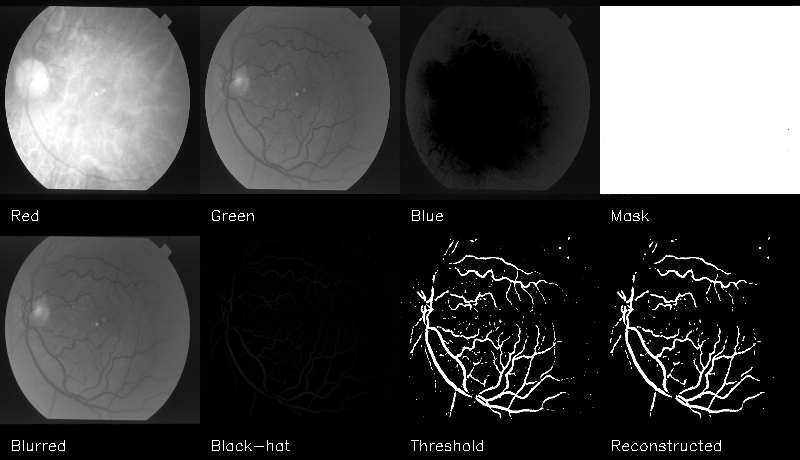 Red
Green
Blue
Mask
Blurred
Black-hat
Threshold
Reconstructed